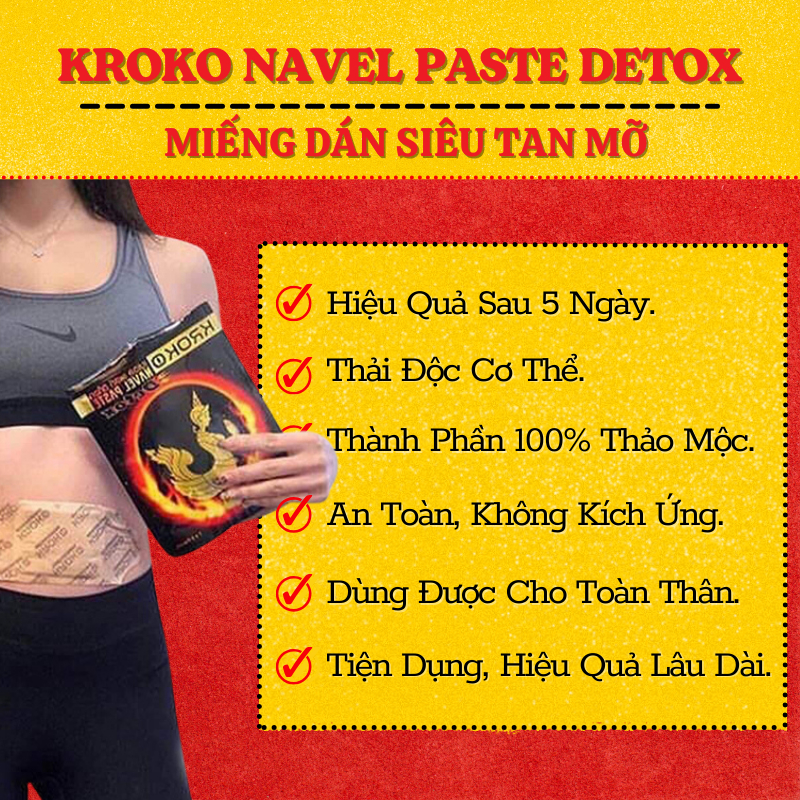 KROKO NAVEL PASTE DETOX
MIẾNG DÁN SIÊU TAN MỠ
Hiệu Quả Sau 5 Ngày.
Thải Độc Cơ Thể.
Thành Phần 100% Thảo Mộc.
An Toàn, Không Kích Ứng.
Dùng Được Cho Toàn Thân.
Tiện Dụng, Hiệu Quả Lâu Dài.
KROKO
NAVEL PASTE